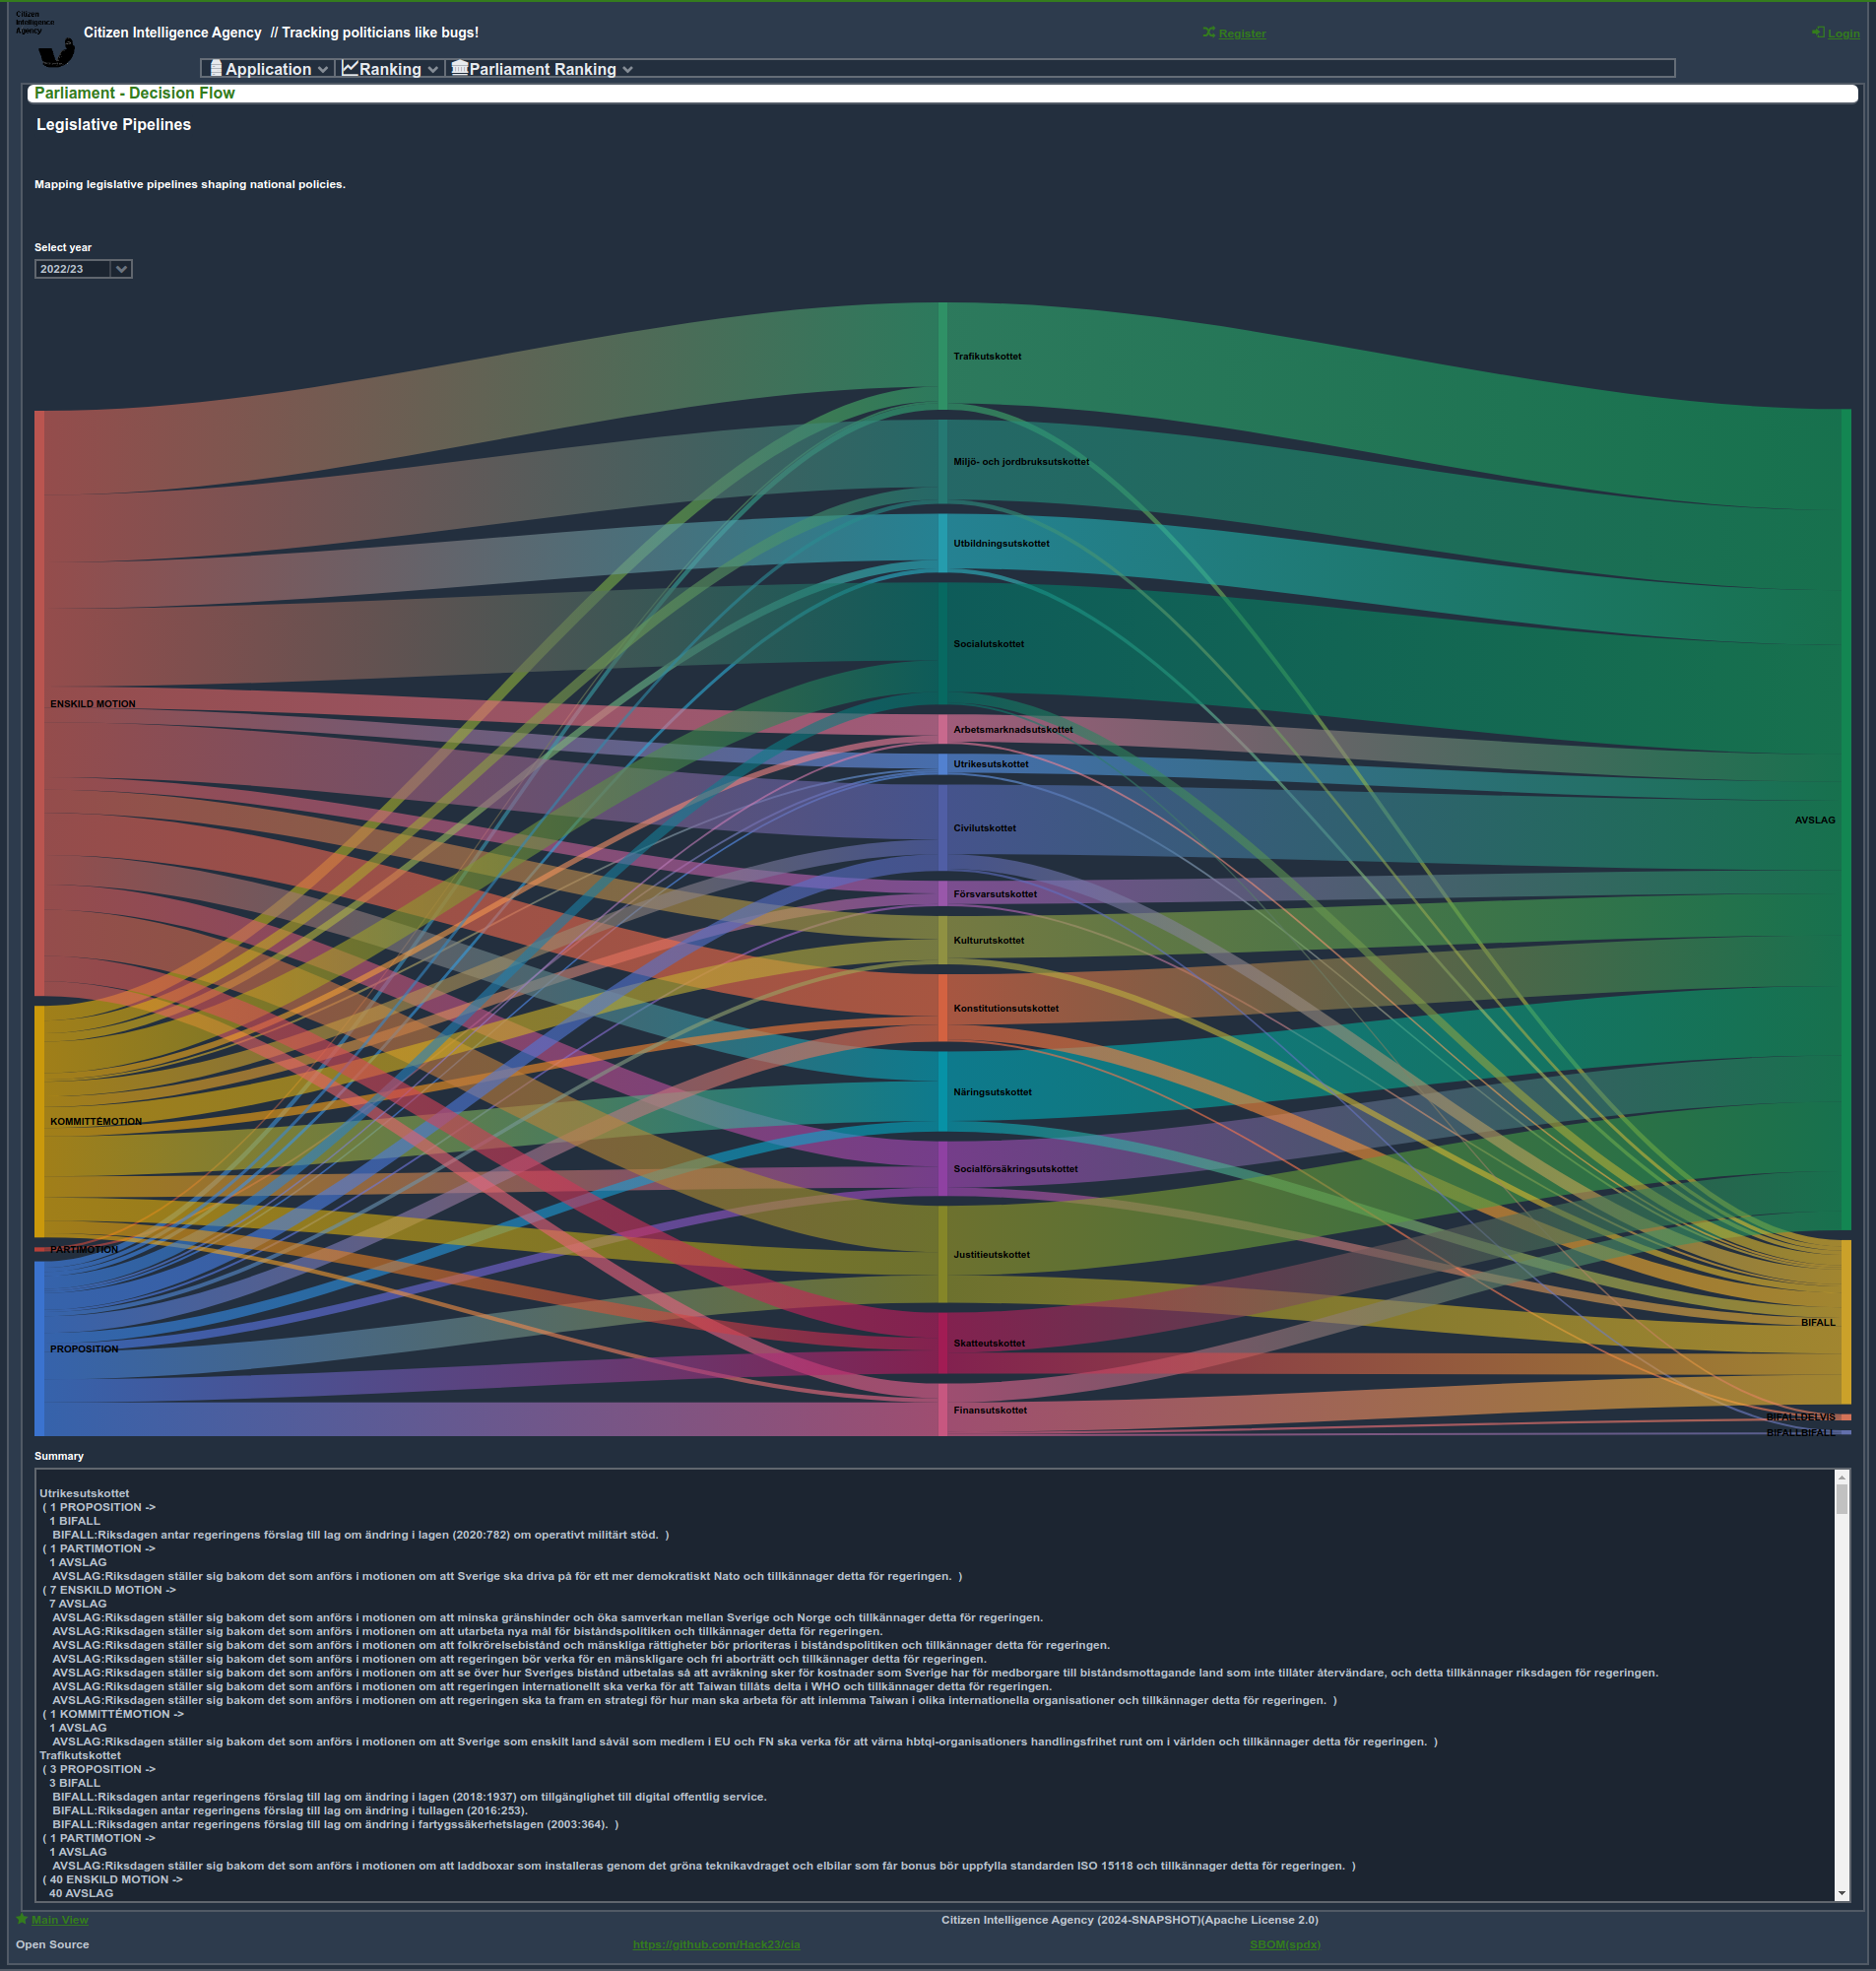 Citizen
Intelligence
Agency
Citizen Intelligence Agency // Tracking politicians like bugs!
Register
Login
Application
Ranking
Parliament Ranking
Parliament - Decision Flow
Legislative Pipelines
Mapping legislative pipelines shaping national policies.
Select year
2022/23
Trafikutskottet
Miljö- och jordbruksutskottet
Utbildningsutskottet
Socialutskottet
ENSKILD MOTION
Arbetsmarknadsutskottet
Utrikesutskottet
AVSLAG
Civilutskottet
Försvarsutskottet
Kulturutskottet
Konstitutionsutskottet
Näringsutskottet
KOMMITTÉMOTION
Socialförsäkringsutskottet
PARTIMOTION
Justitieutskottet
BIFALL
Skatteutskottet
PROPOSITION
Finansutskottet
BIFALLDELVIS
BIFALLBIFALL
Summary
Utrikesutskottet
( 1 PROPOSITION ->
1 BIFALL
BIFALL:Riksdagen antar regeringens förslag till lag om ändring i lagen (2020:782) om operativt militärt stöd. )
( 1 PARTIMOTION ->
1 AVSLAG
AVSLAG:Riksdagen ställer sig bakom det som anförs i motionen om att Sverige ska driva på för ett mer demokratiskt Nato och tillkännager detta för regeringen. )
( 7 ENSKILD MOTION ->
7 AVSLAG
AVSLAG:Riksdagen ställer sig bakom det som anförs i motionen om att minska gränshinder och öka samverkan mellan Sverige och Norge och tillkännager detta för regeringen.
AVSLAG:Riksdagen ställer sig bakom det som anförs i motionen om att utarbeta nya mål för biståndspolitiken och tillkännager detta för regeringen.
AVSLAG:Riksdagen ställer sig bakom det som anförs i motionen om att folkrörelsebistånd och mänskliga rättigheter bör prioriteras i biståndspolitiken och tillkännager detta för regeringen.
AVSLAG:Riksdagen ställer sig bakom det som anförs i motionen om att regeringen bör verka för en mänskligare och fri aborträtt och tillkännager detta för regeringen.
AVSLAG:Riksdagen ställer sig bakom det som anförs i motionen om att se över hur Sveriges bistånd utbetalas så att avräkning sker för kostnader som Sverige har för medborgare till biståndsmottagande land som inte tillåter återvändare, och detta tillkännager riksdagen för regeringen.
AVSLAG:Riksdagen ställer sig bakom det som anförs i motionen om att regeringen internationellt ska verka för att Taiwan tillåts delta i WHO och tillkännager detta för regeringen.
AVSLAG:Riksdagen ställer sig bakom det som anförs i motionen om att regeringen ska ta fram en strategi för hur man ska arbeta för att inlemma Taiwan i olika internationella organisationer och tillkännager detta för regeringen. )
( 1 KOMMITTÉMOTION ->
1 AVSLAG
AVSLAG:Riksdagen ställer sig bakom det som anförs i motionen om att Sverige som enskilt land såväl som medlem i EU och FN ska verka för att värna hbtqi-organisationers handlingsfrihet runt om i världen och tillkännager detta för regeringen. )
Trafikutskottet
( 3 PROPOSITION ->
3 BIFALL
BIFALL:Riksdagen antar regeringens förslag till lag om ändring i lagen (2018:1937) om tillgänglighet till digital offentlig service.
BIFALL:Riksdagen antar regeringens förslag till lag om ändring i tullagen (2016:253).
BIFALL:Riksdagen antar regeringens förslag till lag om ändring i fartygssäkerhetslagen (2003:364). )
( 1 PARTIMOTION ->
1 AVSLAG
AVSLAG:Riksdagen ställer sig bakom det som anförs i motionen om att laddboxar som installeras genom det gröna teknikavdraget och elbilar som får bonus bör uppfylla standarden ISO 15118 och tillkännager detta för regeringen. )
( 40 ENSKILD MOTION ->
40 AVSLAG
Main View
Citizen Intelligence Agency (2024-SNAPSHOT)(Apache License 2.0)
Open Source
https://github.com/Hack23/cia
SBOM(spdx)